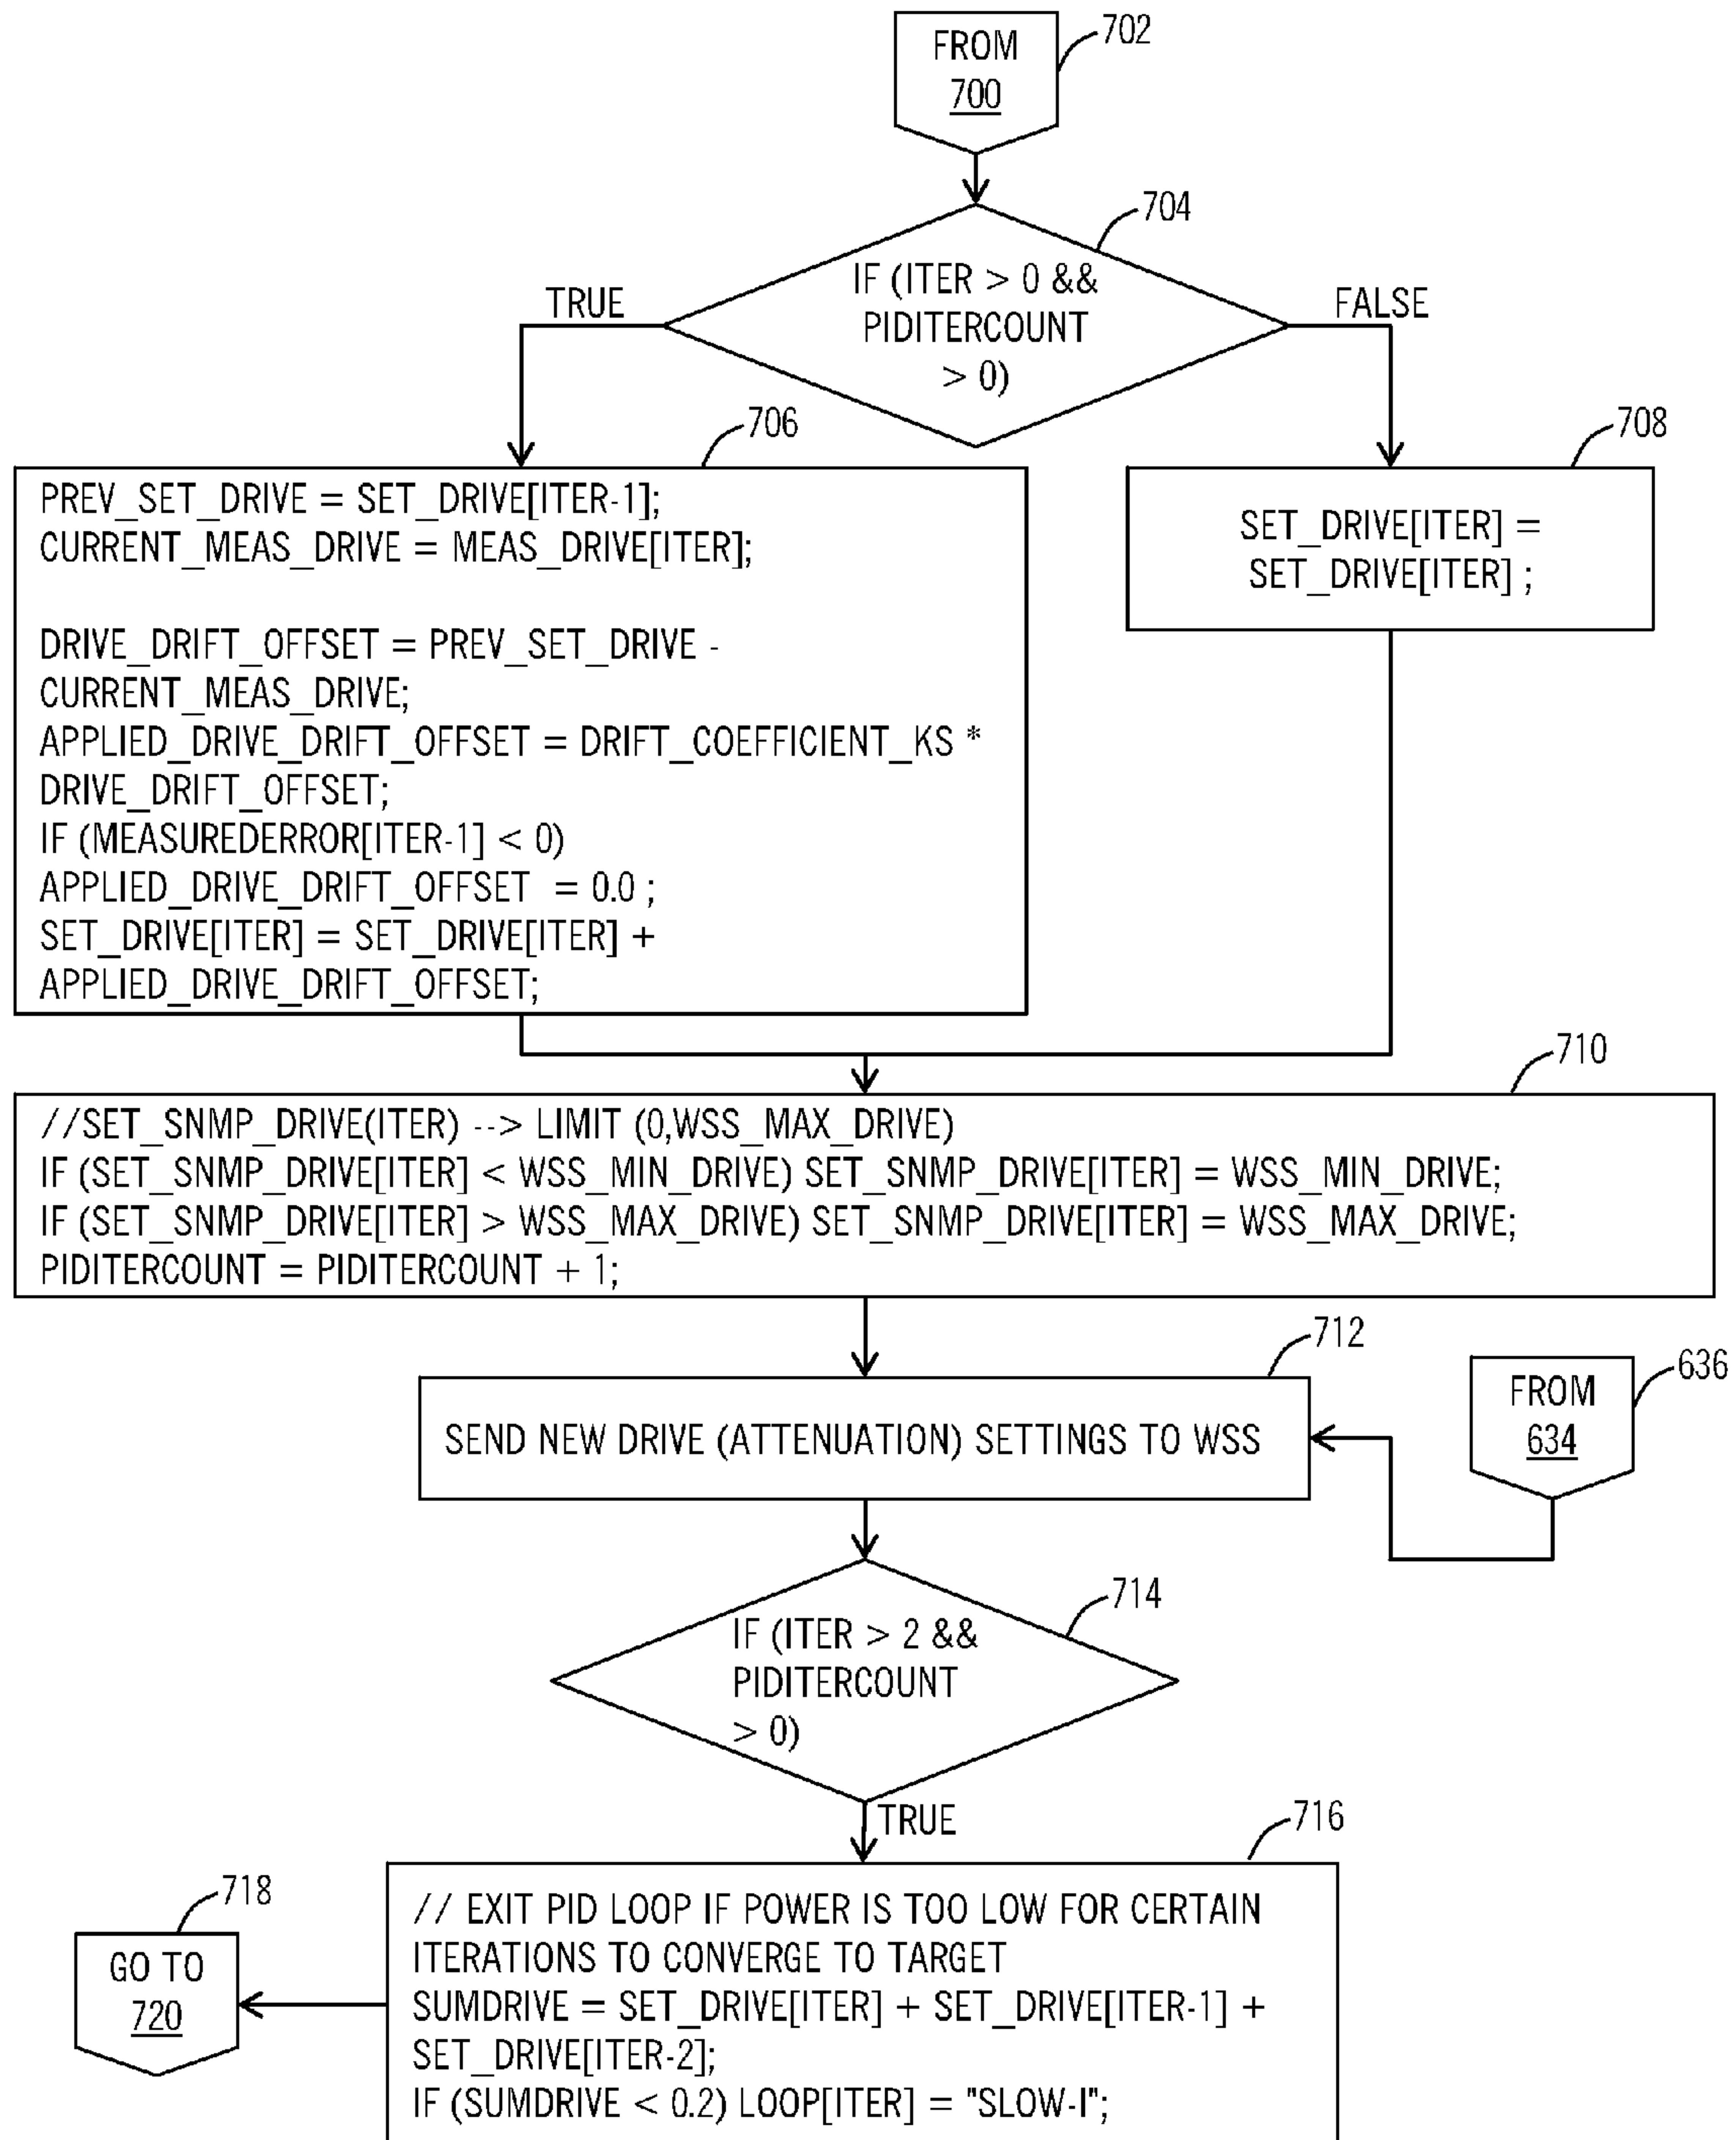 FROM
700
702
704
IF (ITER > 0 &&
PIDITERCOUNT
> 0)
TRUE
FALSE
706
PREV_SET_DRIVE = SET_DRIVE[ITER-1];
CURRENT_MEAS_DRIVE = MEAS_DRIVE[ITER];
DRIVE_DRIFT_OFFSET = PREV_SET_DRIVE -
CURRENT_MEAS_DRIVE;
APPLIED_DRIVE_DRIFT_OFFSET = DRIFT_COEFFICIENT_KS *
DRIVE_DRIFT_OFFSET;
IF (MEASUREDERROR[ITER-1] < 0)
APPLIED_DRIVE_DRIFT_OFFSET = 0.0 ;
SET_DRIVE[ITER] = SET_DRIVE[ITER] +
APPLIED_DRIVE_DRIFT_OFFSET;
708
SET_DRIVE[ITER] =
SET_DRIVE[ITER] ;
710
//SET_SNMP_DRIVE(ITER) --> LIMIT (0,WSS_MAX_DRIVE)
IF (SET_SNMP_DRIVE[ITER] < WSS_MIN_DRIVE) SET_SNMP_DRIVE[ITER] = WSS_MIN_DRIVE;
IF (SET_SNMP_DRIVE[ITER] > WSS_MAX_DRIVE) SET_SNMP_DRIVE[ITER] = WSS_MAX_DRIVE;
PIDITERCOUNT = PIDITERCOUNT + 1;
712
SEND NEW DRIVE (ATTENUATION) SETTINGS TO WSS
FROM
634
636
714
IF (ITER > 2 &&
PIDITERCOUNT
> 0)
TRUE
716
// EXIT PID LOOP IF POWER IS TOO LOW FOR CERTAIN
ITERATIONS TO CONVERGE TO TARGET
SUMDRIVE = SET_DRIVE[ITER] + SET_DRIVE[ITER-1] +
SET_DRIVE[ITER-2];
IF (SUMDRIVE < 0.2) LOOP[ITER] = "SLOW-I";
718
GO TO
720